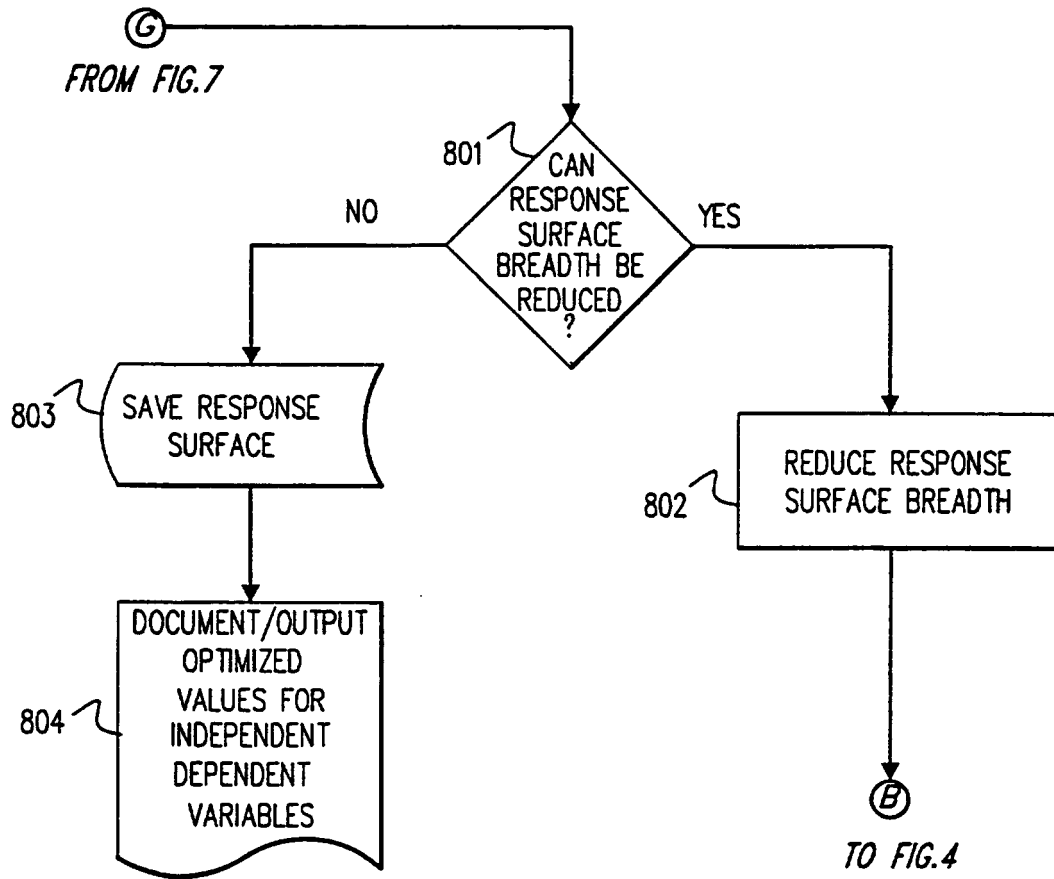 G
FROM FIG.7
801
CAN
RESPONSE
SURFACE
BREADTH BE
REDUCED
?
NO
YES
803
SAVE RESPONSE
SURFACE
802
REDUCE RESPONSE
SURFACE BREADTH
804
DOCUMENT/OUTPUT
OPTIMIZED
VALUES FOR
INDEPENDENT
DEPENDENT
VARIABLES
B
TO FIG.4